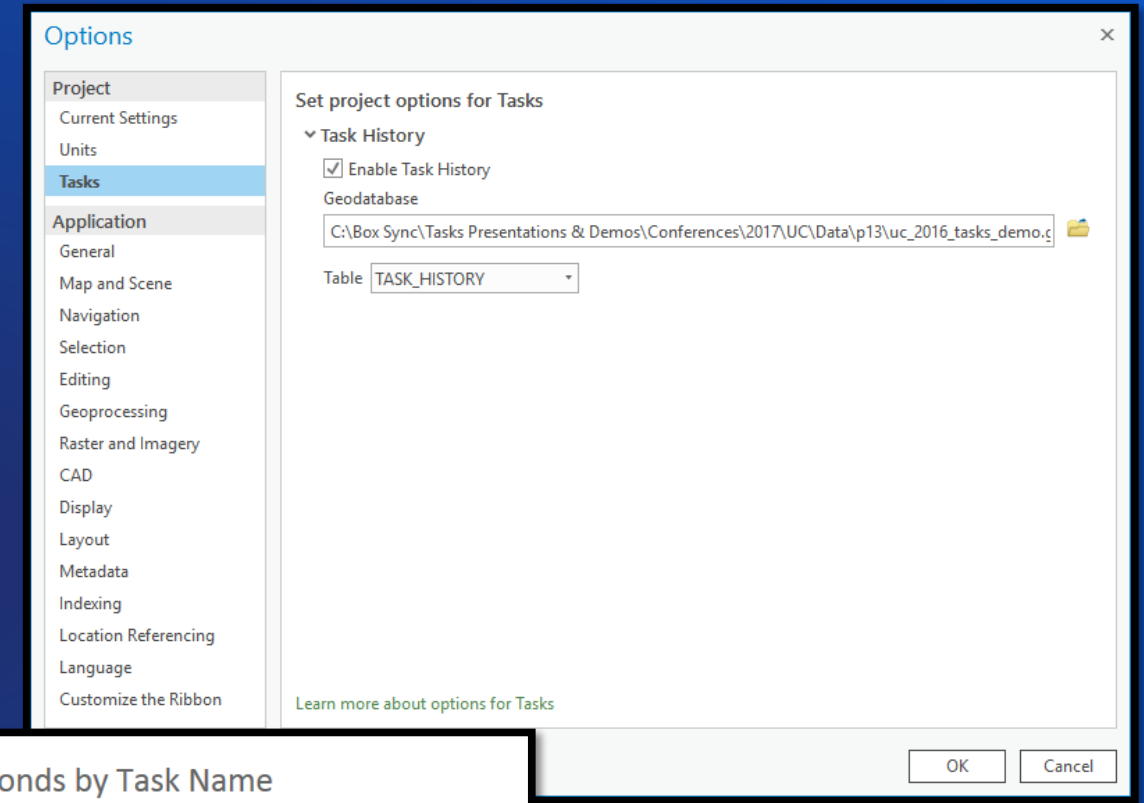 Options
Project
Current Settings
Units
Tasks
Application
General
Map and Scene
Navigation
Selection
Editing
Geoprocessing
Raster and Imagery
CAD
Display
Layout
Metadata
Indexing
Location Referencing
Language
Customize the Ribbon
Set project options for Tasks
Task History
Enable Task History
Geodatabase
C:\Box Sync\Tasks Presentations & Demos\Conferences\2017\UC\Data\p13\uc_2016_tasks_demo.g
Table TASK_HISTORY
Learn more about options for Tasks
OK Cancel
onds by Task Name